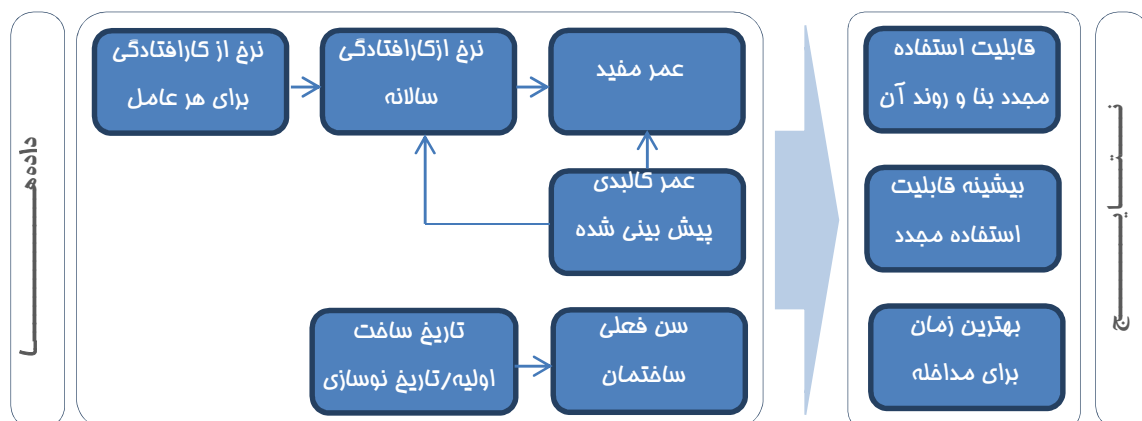 داده‌ها
نرخ از کارافتادگی
برای هر عامل
نرخ ازکارافتادگی
سالانه
عمر مفید
عمر کالبدی
پیش بینی شده
تاریخ ساخت
اولیه/تاریخ نوسازی
سن فعلی
ساختمان
قابلیت استفاده
مجدد بنا و روند آن
بیشینه قابلیت
استفاده مجدد
بهترین زمان
برای مداخله
نـتـــایـــج